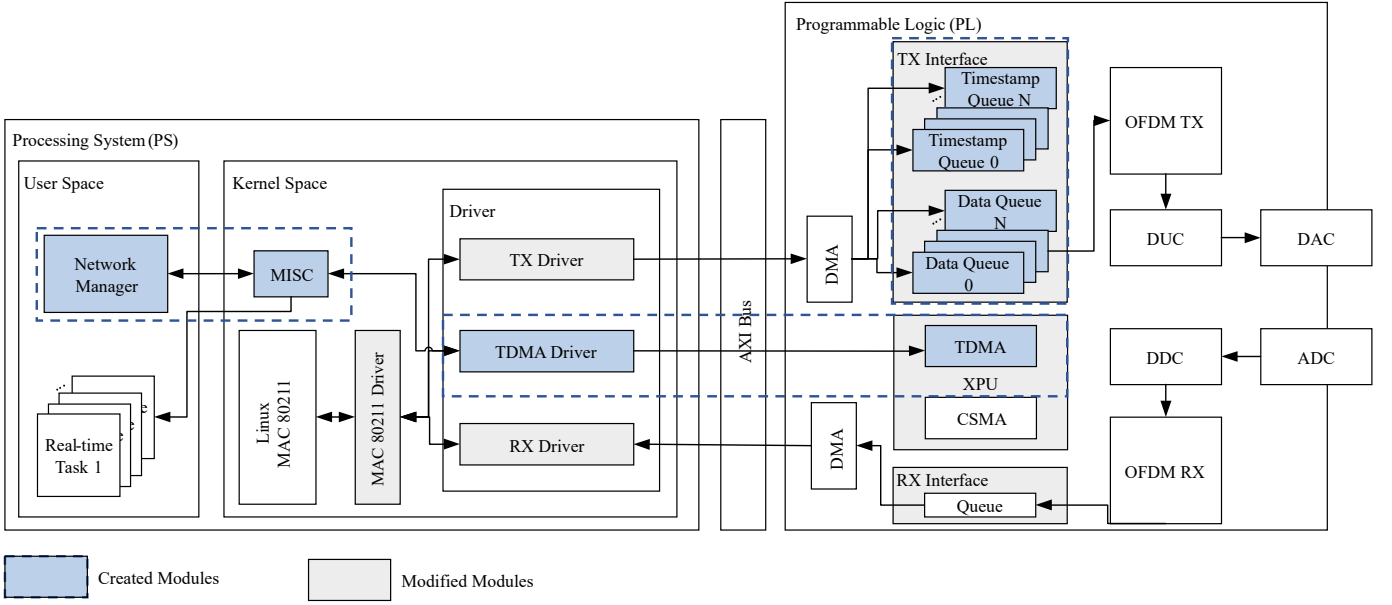 Programmable Logic (PL)
TX Interface
Timestamp
Queue N
Timestamp
Queue 0
Data Queue
N
Data Queue
0
OFDM TX
DUC
DAC
DMA
Processing System (PS)
User Space
Kernel Space
Driver
Network
Manager
MISC
TX Driver
TDMA Driver
RX Driver
Linux
MAC 80211
MAC 80211 Driver
Real-time
Task 1
AXI Bus
TDMA
XPU
CSMA
DDC
ADC
DMA
RX Interface
Queue
OFDM RX
Created Modules
Modified Modules